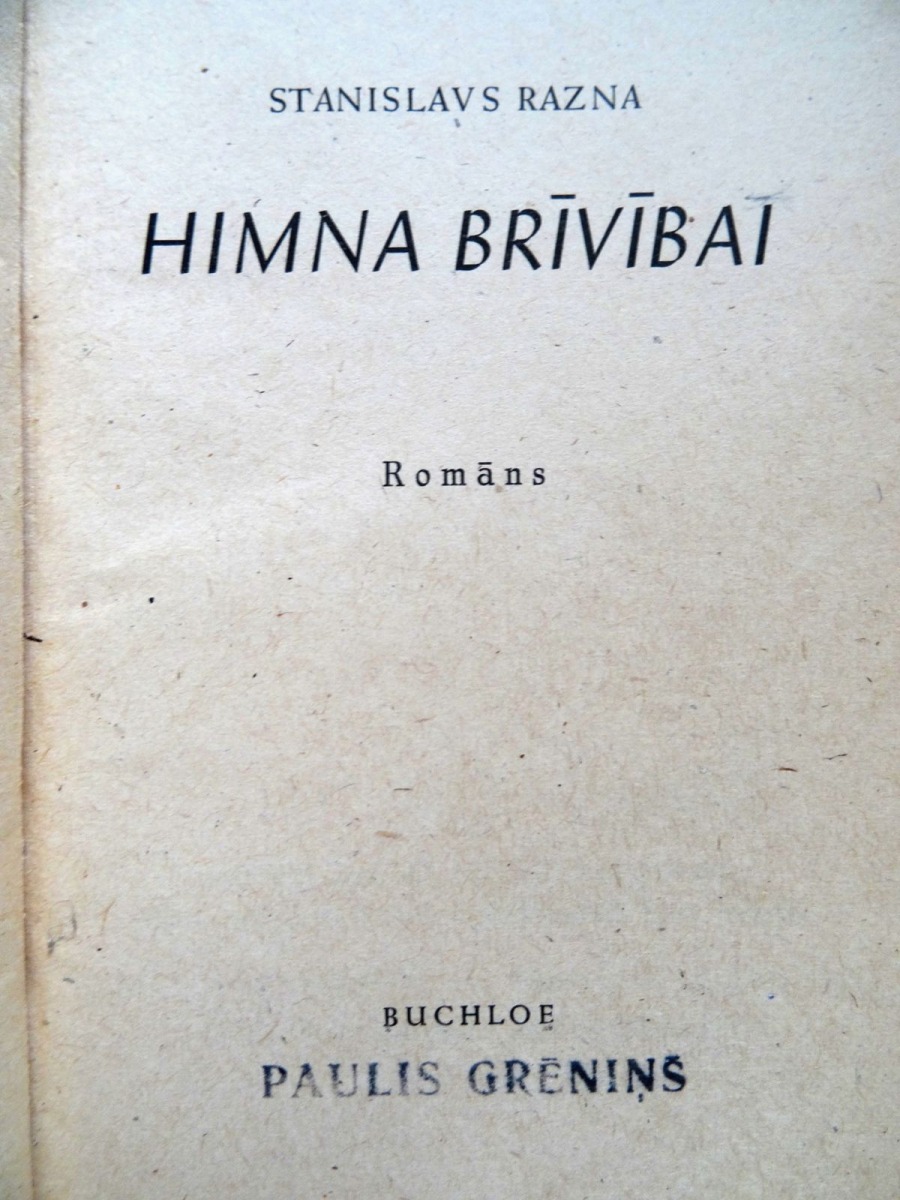 STANISLAVS RAZNA
HIMNA BRĪVĪBAI
Romāns
BUCHLOE
PAULIS GRĒNIŅŠ